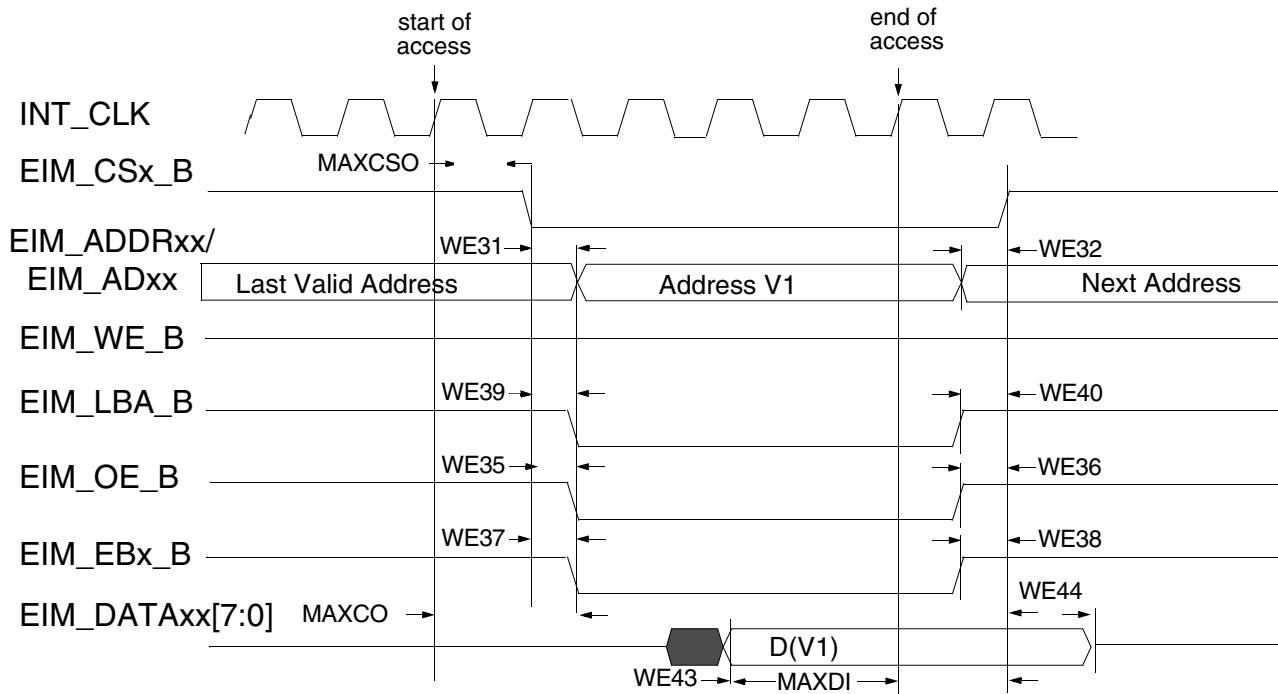 start of
access
end of
access
INT_CLK
MAXCSO
EIM_CSx_B
EIM_ADDRxx/
EIM_ADxx
WE31
WE32
Last Valid Address
Address V1
Next Address
EIM_WE_B
WE39
WE40
EIM_LBA_B
WE35
WE36
EIM_OE_B
WE37
WE38
EIM_EBx_B
WE44
EIM_DATAxx[7:0]
MAXCO
D(V1)
WE43
MAXDI